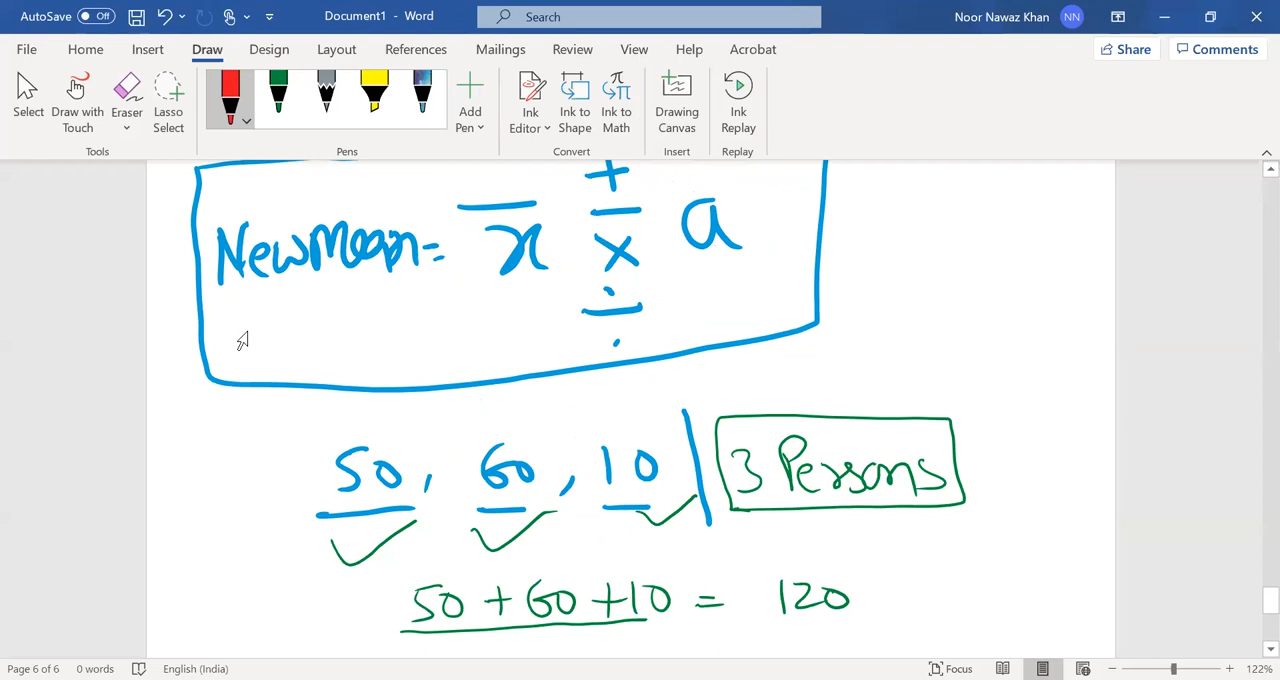 AutoSave Off Document1 - Word Search Noor Nawaz Khan NN
File Home Insert Draw Design Layout References Mailings Review View Help Acrobat Share Comments
Select Draw with Touch Eraser Lasso Select Add Pen Ink Editor Ink to Shape Ink to Math Drawing Canvas Ink Replay
Tools Pens Convert Insert Replay
+
−
New Mean = x̄ × a
÷
50, 60, 10 | 3 Persons
50 + 60 + 10 = 120
Page 6 of 6 0 words English (India) Focus 122%